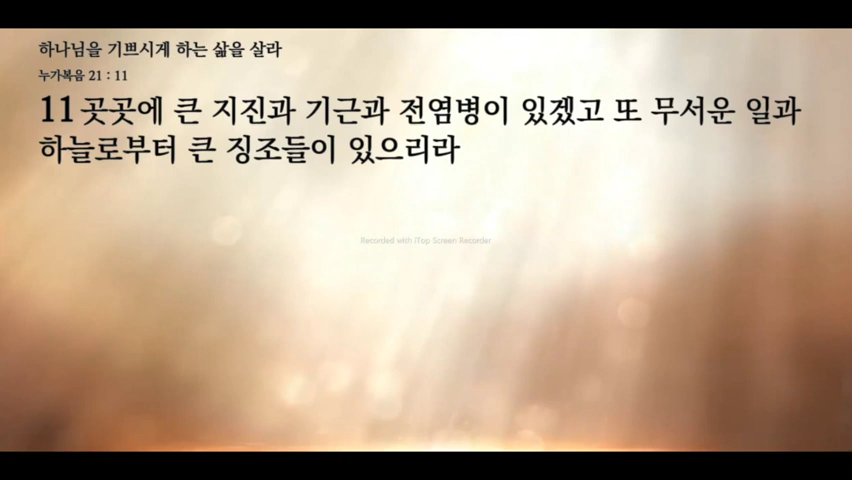 하나님을 기쁘시게 하는 삶을 살라
누가복음 21 : 11
11 곳곳에 큰 지진과 기근과 전염병이 있겠고 또 무서운 일과
하늘로부터 큰 징조들이 있으리라
Recorded with iTop Screen Recorder